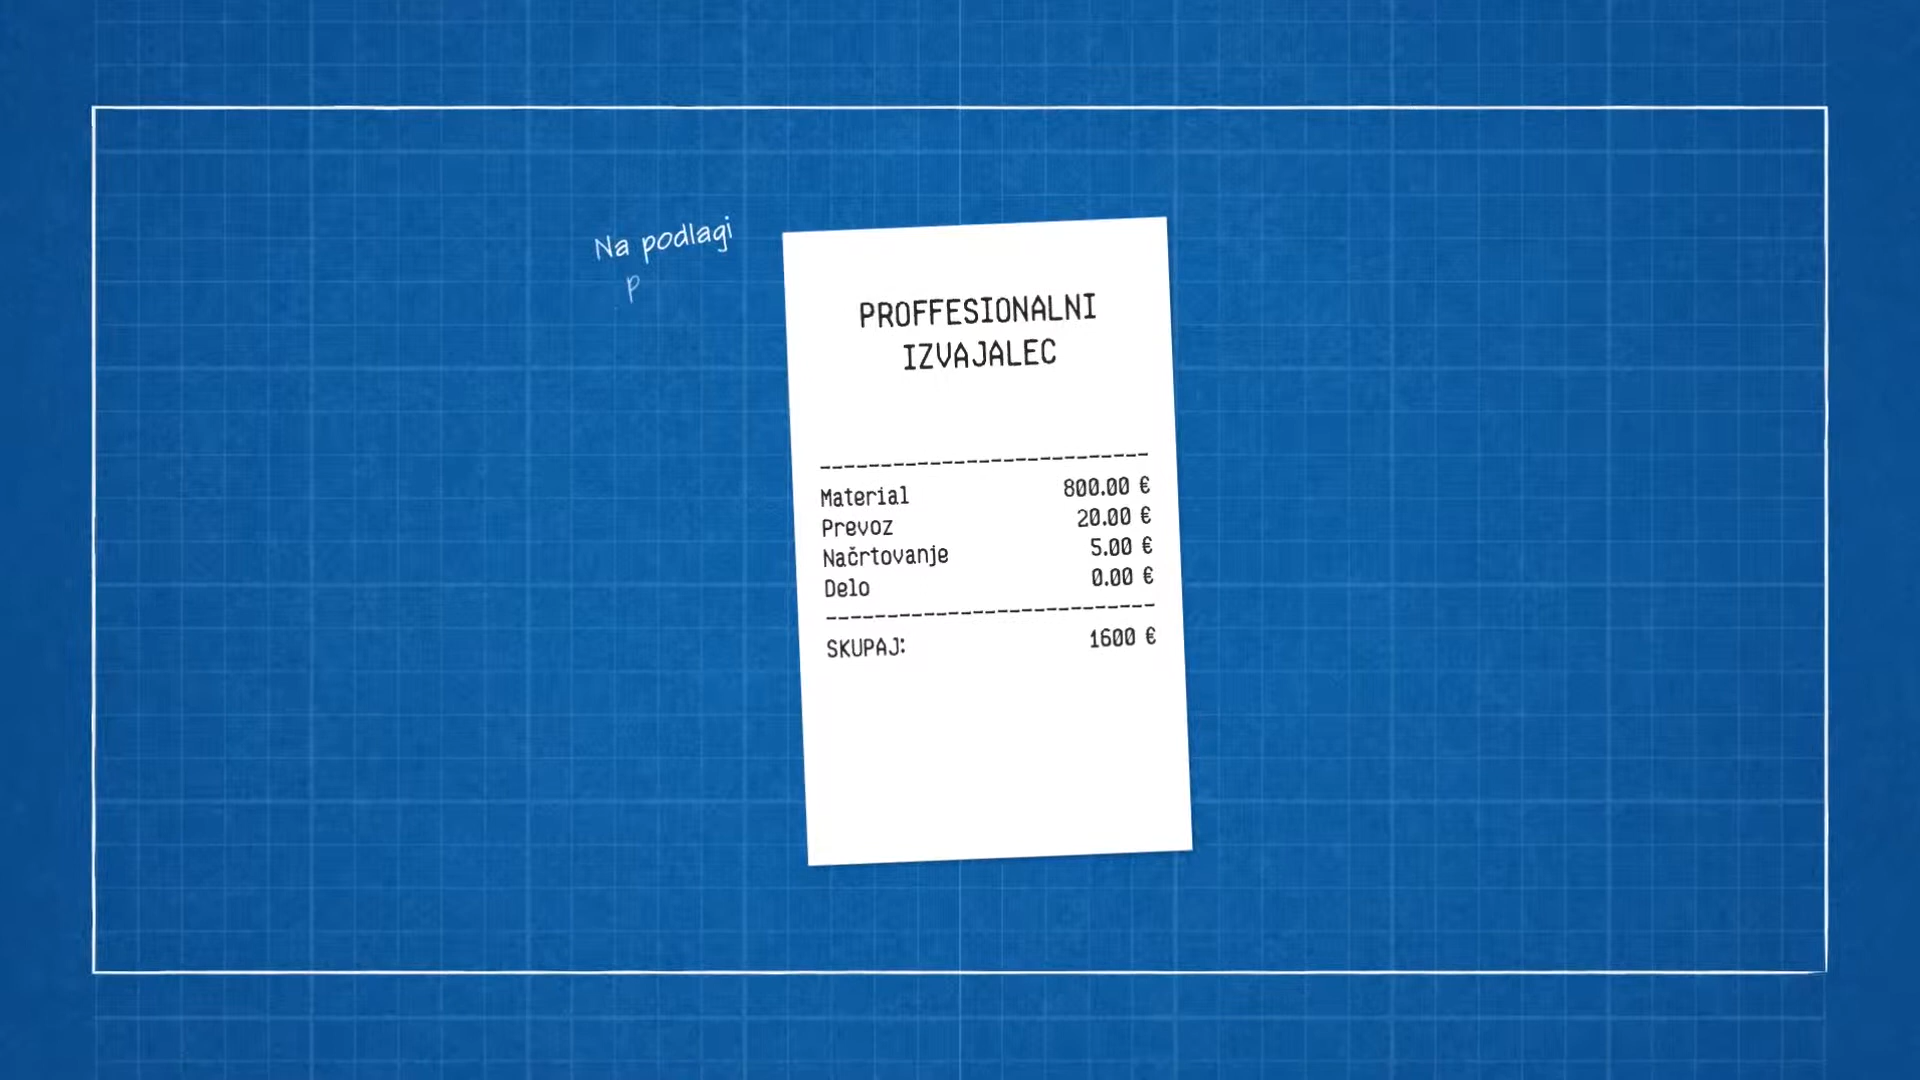 Na podlagi
p
PROFFESIONALNI
IZVAJALEC
Material 800.00 €
Prevoz 20.00 €
Načrtovanje 5.00 €
Delo 0.00 €
SKUPAJ: 1600 €